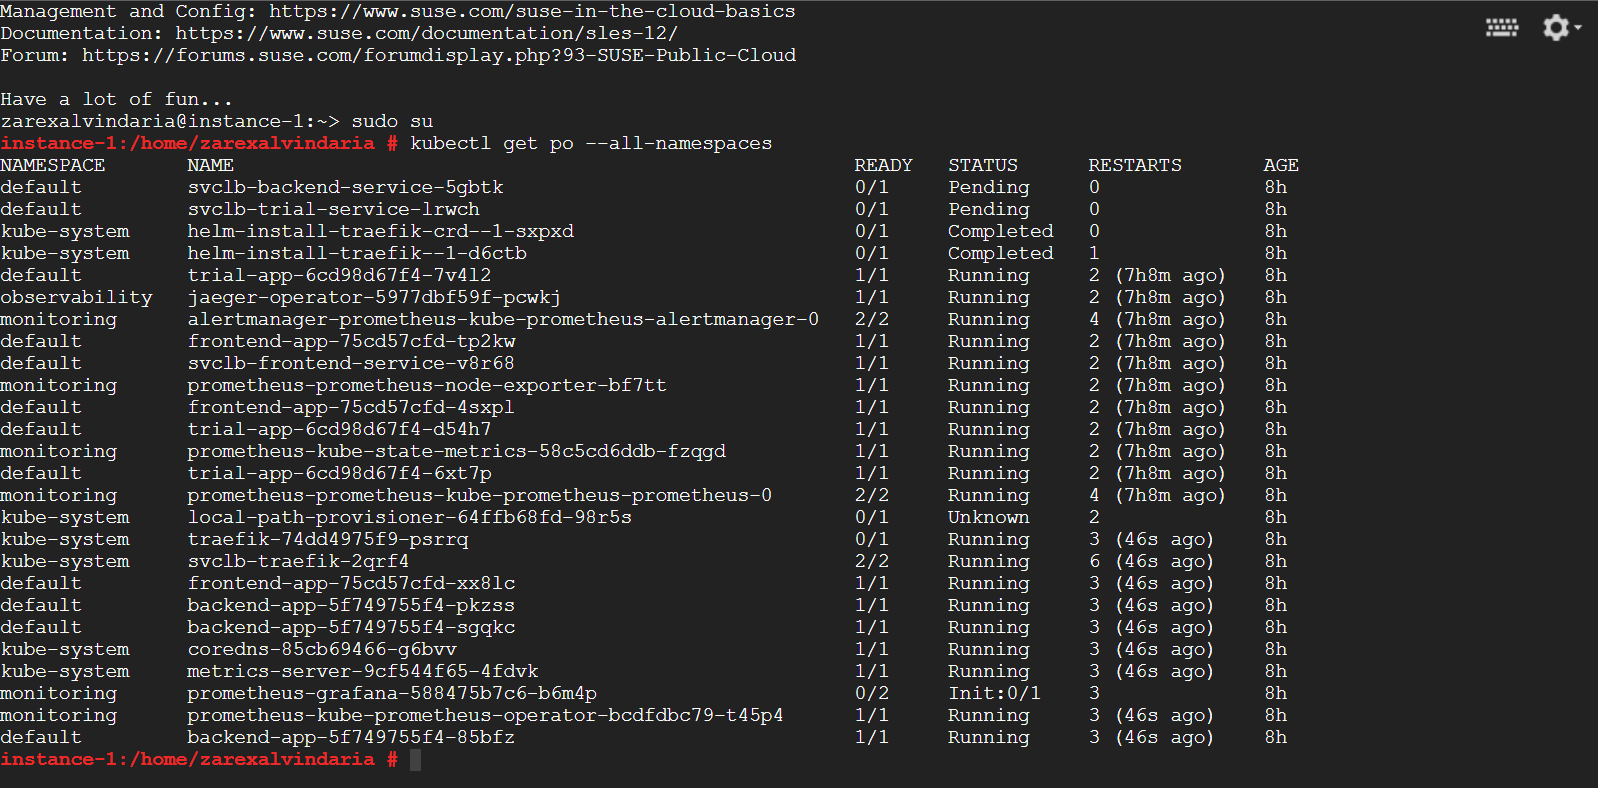 Management and Config: https://www.suse.com/suse-in-the-cloud-basics
Documentation: https://www.suse.com/documentation/sles-12/
Forum: https://forums.suse.com/forumdisplay.php?93-SUSE-Public-Cloud
Have a lot of fun...
zarexalvindaria@instance-1:~> sudo su
instance-1:/home/zarexalvindaria # kubectl get po --all-namespaces
NAMESPACE NAME READY STATUS RESTARTS AGE
default svclb-backend-service-5gbtk 0/1 Pending 0 8h
default svclb-trial-service-lrwch 0/1 Pending 0 8h
kube-system helm-install-traefik-crd--1-sxpxd 0/1 Completed 0 8h
kube-system helm-install-traefik--1-d6ctb 0/1 Completed 1 8h
default trial-app-6cd98d67f4-7v4l2 1/1 Running 2 (7h8m ago) 8h
observability jaeger-operator-5977dbf59f-pcwkj 1/1 Running 2 (7h8m ago) 8h
monitoring alertmanager-prometheus-kube-prometheus-alertmanager-0 2/2 Running 4 (7h8m ago) 8h
default frontend-app-75cd57cfd-tp2kw 1/1 Running 2 (7h8m ago) 8h
default svclb-frontend-service-v8r68 1/1 Running 2 (7h8m ago) 8h
monitoring prometheus-prometheus-node-exporter-bf7tt 1/1 Running 2 (7h8m ago) 8h
default frontend-app-75cd57cfd-4sxpl 1/1 Running 2 (7h8m ago) 8h
default trial-app-6cd98d67f4-d54h7 1/1 Running 2 (7h8m ago) 8h
monitoring prometheus-kube-state-metrics-58c5cd6ddb-fzqgd 1/1 Running 2 (7h8m ago) 8h
default trial-app-6cd98d67f4-6xt7p 1/1 Running 2 (7h8m ago) 8h
monitoring prometheus-prometheus-kube-prometheus-prometheus-0 2/2 Running 4 (7h8m ago) 8h
kube-system local-path-provisioner-64ffb68fd-98r5s 0/1 Unknown 2 8h
kube-system traefik-74dd4975f9-psrrq 0/1 Running 3 (46s ago) 8h
kube-system svclb-traefik-2qrf4 2/2 Running 6 (46s ago) 8h
default frontend-app-75cd57cfd-xx8lc 1/1 Running 3 (46s ago) 8h
default backend-app-5f749755f4-pkzss 1/1 Running 3 (46s ago) 8h
default backend-app-5f749755f4-sgqkc 1/1 Running 3 (46s ago) 8h
kube-system coredns-85cb69466-g6bvv 1/1 Running 3 (46s ago) 8h
kube-system metrics-server-9cf544f65-4fdvk 1/1 Running 3 (46s ago) 8h
monitoring prometheus-grafana-588475b7c6-b6m4p 0/2 Init:0/1 3 8h
monitoring prometheus-kube-prometheus-operator-bcdfdbc79-t45p4 1/1 Running 3 (46s ago) 8h
default backend-app-5f749755f4-85bfz 1/1 Running 3 (46s ago) 8h
instance-1:/home/zarexalvindaria #